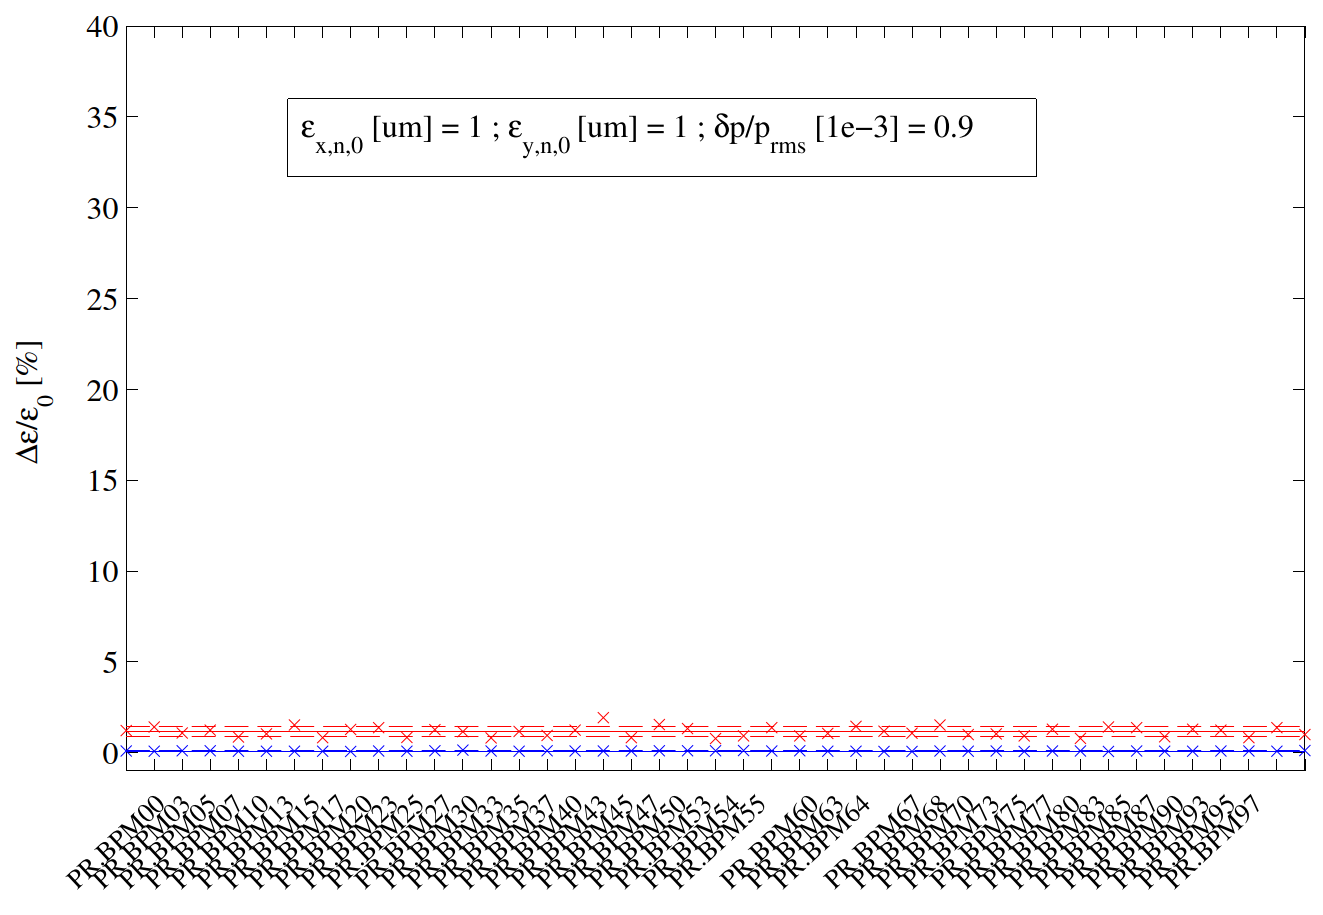 40
35
30
25
20
15
10
5
0
Δε/ε0 [%]
εx,n,0 [um] = 1 ; εy,n,0 [um] = 1 ; δp/prms [1e−3] = 0.9
PR.BPM00
PR.BPM03
PR.BPM05
PR.BPM07
PR.BPM10
PR.BPM13
PR.BPM15
PR.BPM17
PR.BPM20
PR.BPM23
PR.BPM25
PR.BPM27
PR.BPM30
PR.BPM33
PR.BPM35
PR.BPM37
PR.BPM40
PR.BPM43
PR.BPM45
PR.BPM47
PR.BPM50
PR.BPM53
PR.BPM54
PR.BPM55
PR.BPM60
PR.BPM63
PR.BPM64
PR.BPM67
PR.BPM68
PR.BPM70
PR.BPM73
PR.BPM75
PR.BPM77
PR.BPM80
PR.BPM83
PR.BPM85
PR.BPM87
PR.BPM90
PR.BPM93
PR.BPM95
PR.BPM97